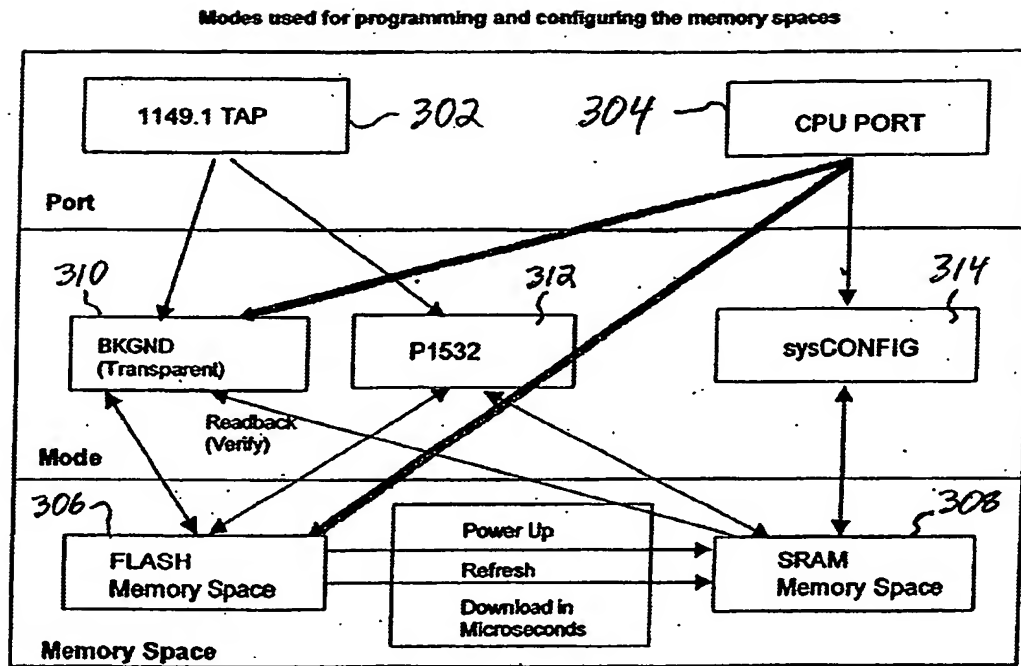 Modes used for programming and configuring the memory spaces
1149.1 TAP
302
304
CPU PORT
Port
310
BKGND
(Transparent)
312
P1532
314
sysCONFIG
Readback
(Verify)
Mode
306
FLASH
Memory Space
Power Up
Refresh
Download in
Microseconds
308
SRAM
Memory Space
Memory Space